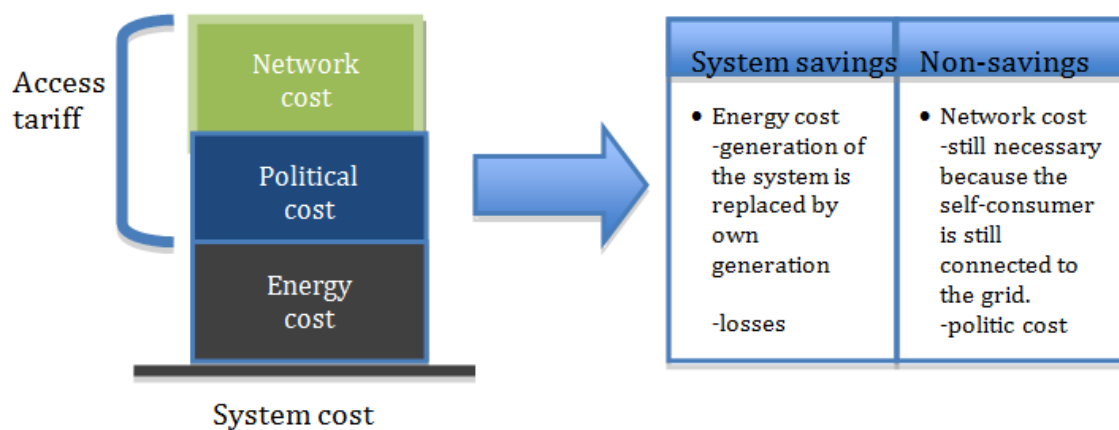 Access
tariff
Network
cost
Political
cost
Energy
cost
System cost
System savings
• Energy cost
-generation of
the system is
replaced by
own
generation
-losses
Non-savings
• Network cost
-still necessary
because the
self-consumer
is still
connected to
the grid.
-politic cost